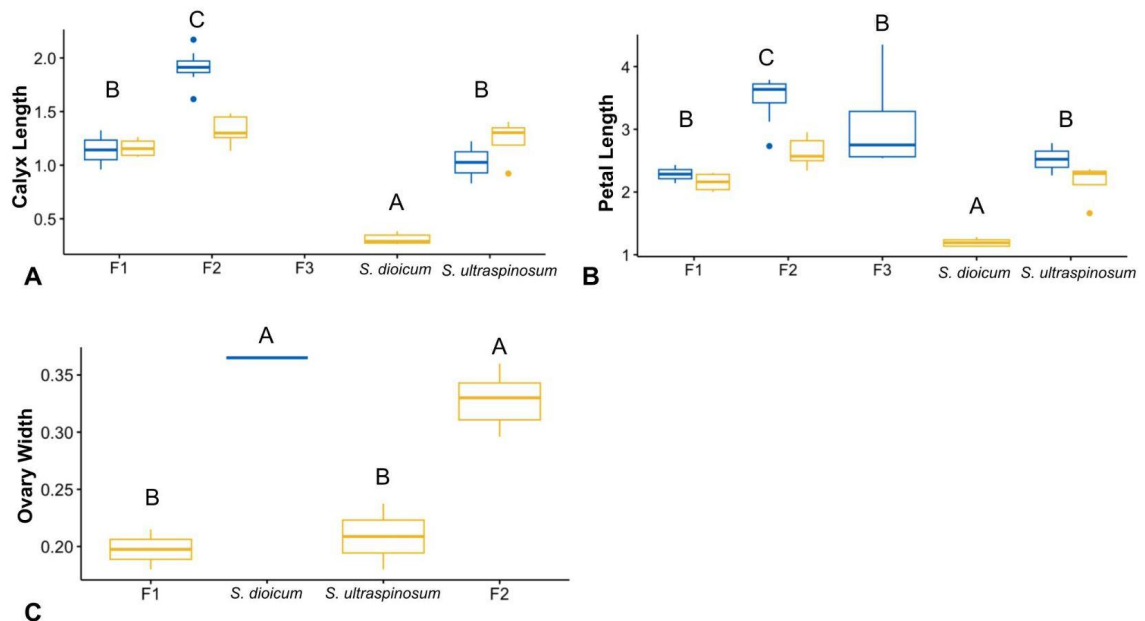 C
2.0
B
B
1.5
1.0
A
0.5
Calyx Length
F1
F2
F3
S. dioicum
S. ultraspinosum
A
B
C
4
B
B
3
A
2
1
Petal Length
F1
F2
F3
S. dioicum
S. ultraspinosum
B
A
A
0.35
0.30
0.25
B
B
0.20
Ovary Width
F1
S. dioicum
S. ultraspinosum
F2
C